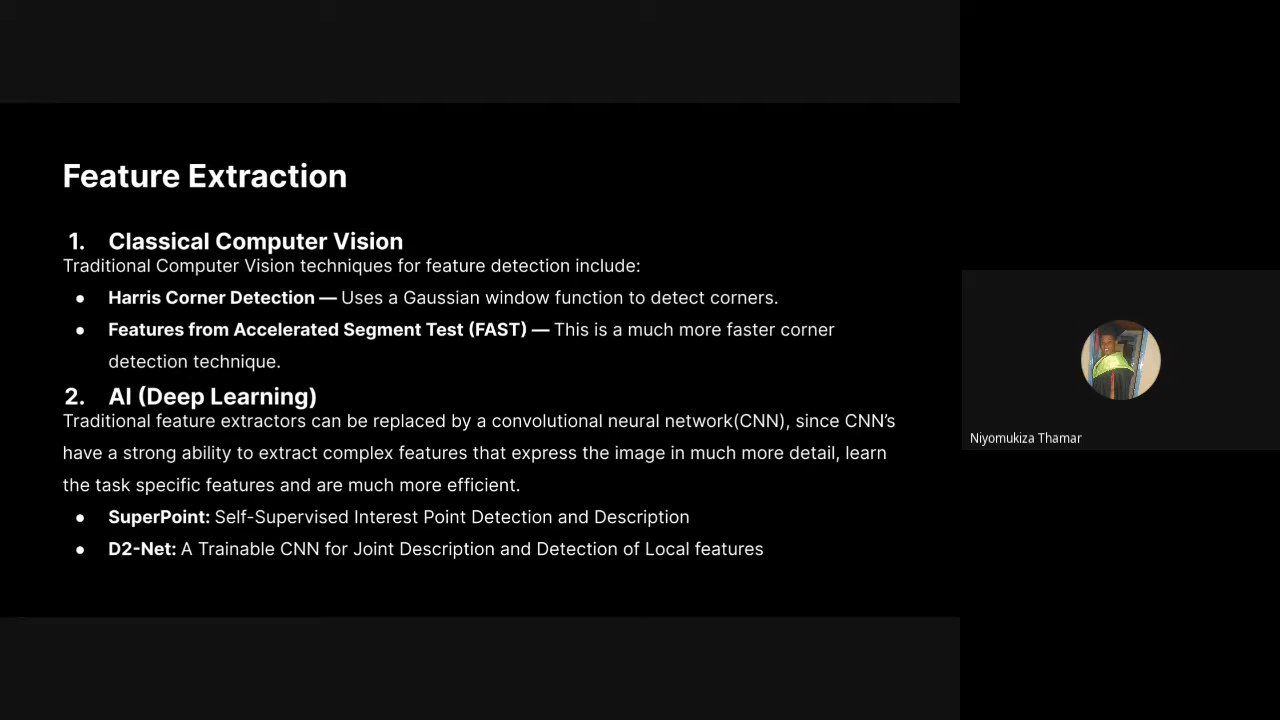 Feature Extraction
1. Classical Computer Vision
Traditional Computer Vision techniques for feature detection include:
● Harris Corner Detection — Uses a Gaussian window function to detect corners.
● Features from Accelerated Segment Test (FAST) — This is a much more faster corner
detection technique.
2. AI (Deep Learning)
Traditional feature extractors can be replaced by a convolutional neural network(CNN), since CNN’s
have a strong ability to extract complex features that express the image in much more detail, learn
the task specific features and are much more efficient.
● SuperPoint: Self-Supervised Interest Point Detection and Description
● D2-Net: A Trainable CNN for Joint Description and Detection of Local features
Niyomukiza Thamar